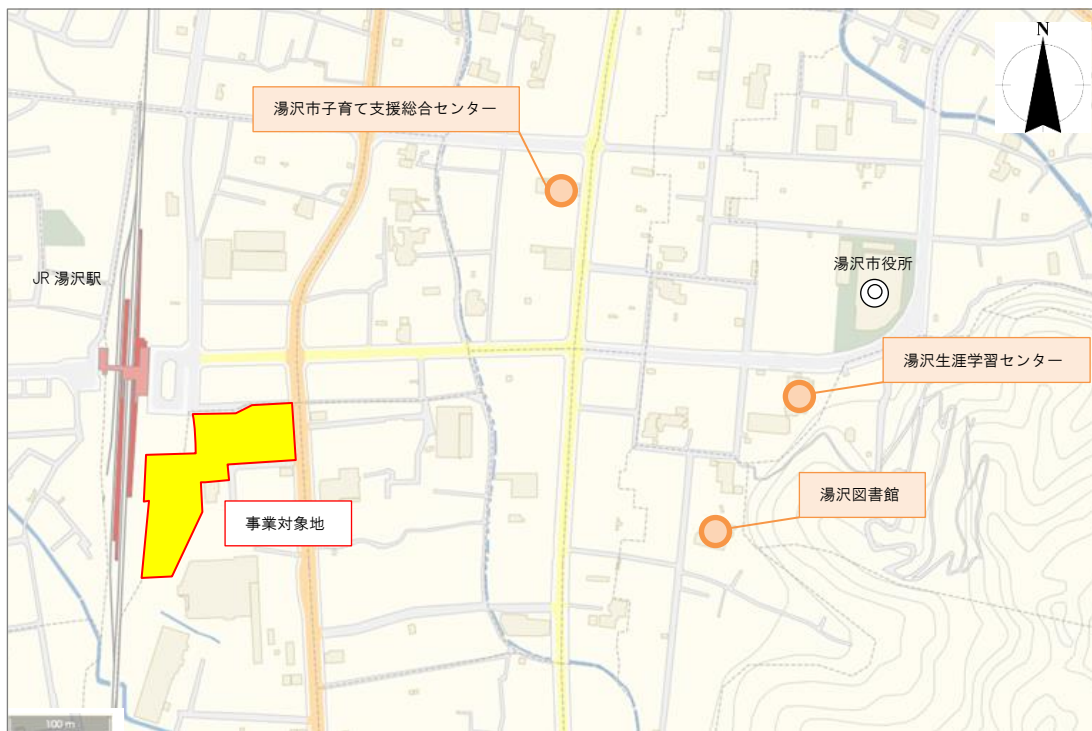 N
湯沢市子育て支援総合センター
湯沢市役所
JR 湯沢駅
湯沢生涯学習センター
湯沢図書館
事業対象地
100 m